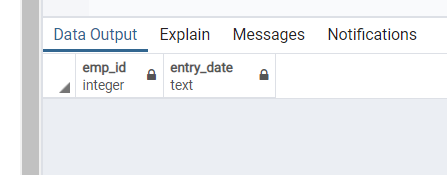 Data Output Explain Messages Notifications
emp_id entry_date
integer text